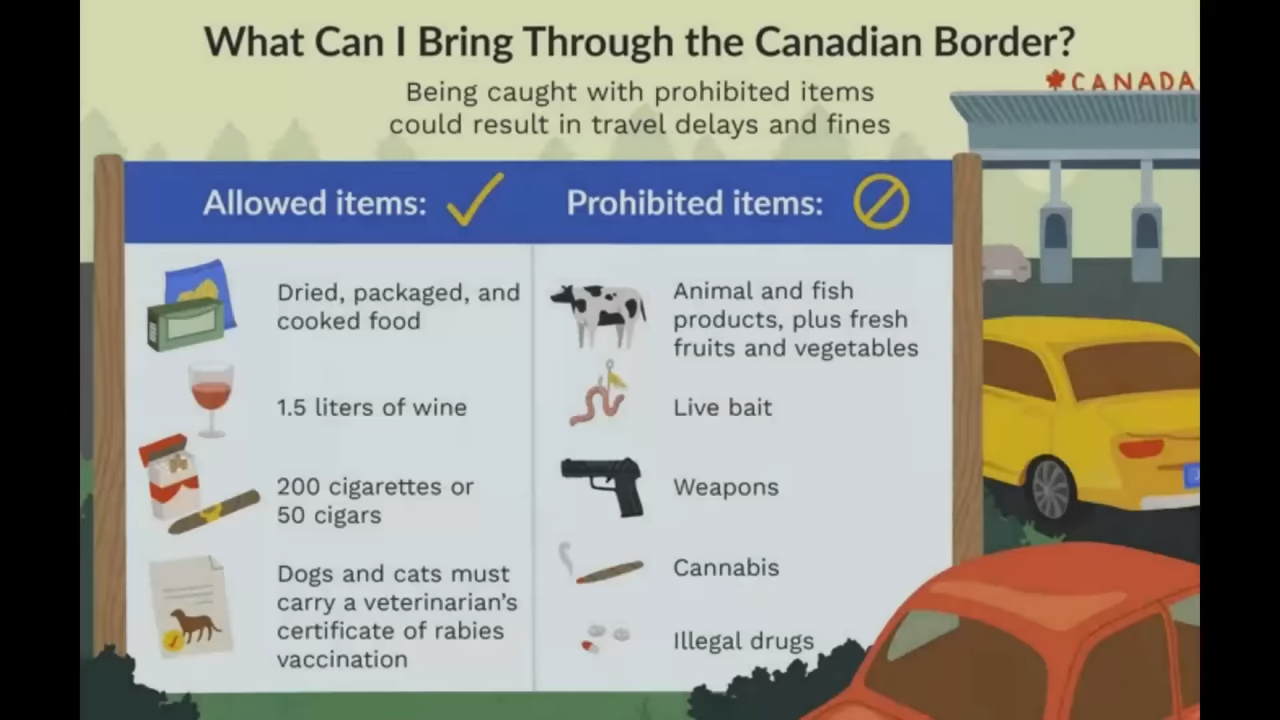 What Can I Bring Through the Canadian Border?
Being caught with prohibited items
could result in travel delays and fines
CANADA
Allowed items:
Dried, packaged, and
cooked food
1.5 liters of wine
200 cigarettes or
50 cigars
Dogs and cats must
carry a veterinarian's
certificate of rabies
vaccination
Prohibited items:
Animal and fish
products, plus fresh
fruits and vegetables
Live bait
Weapons
Cannabis
Illegal drugs